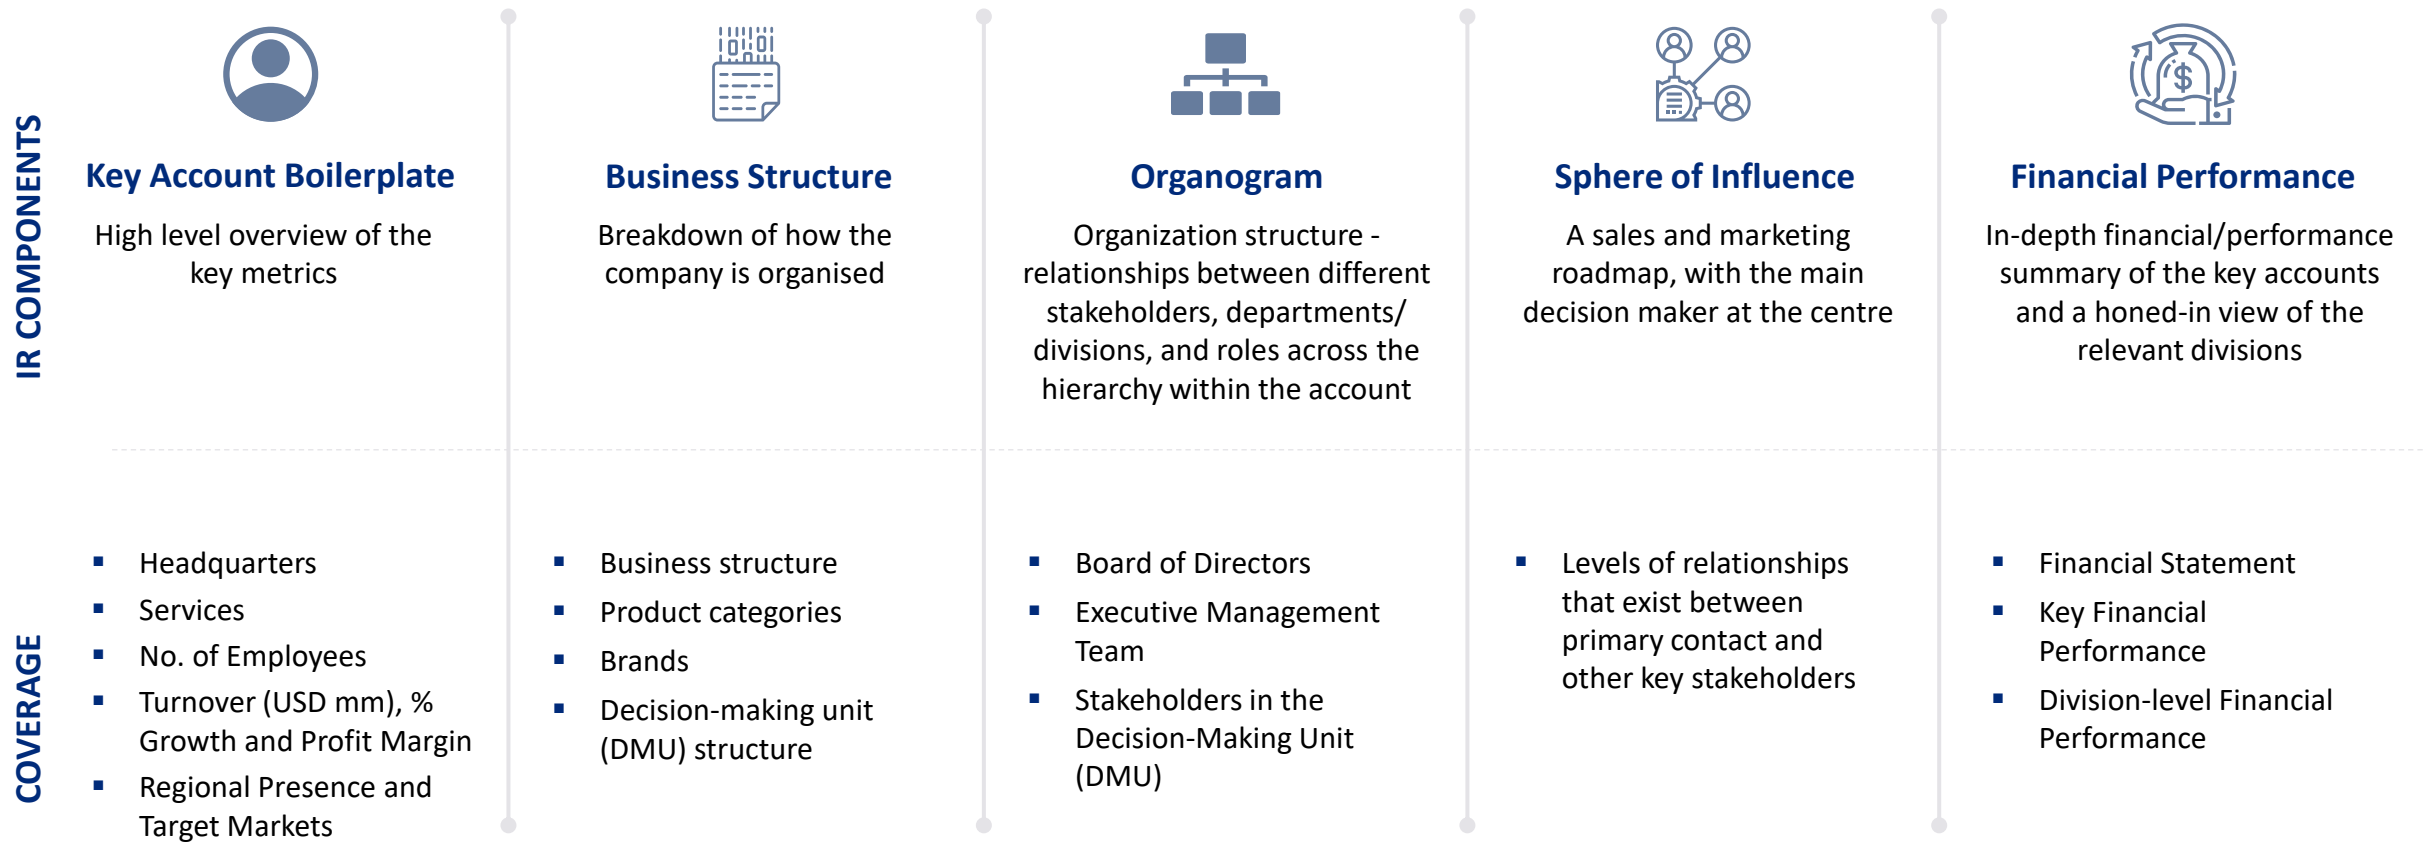 IR COMPONENTS
Key Account Boilerplate
High level overview of the
key metrics
Business Structure
Breakdown of how the
company is organised
Organogram
Organization structure -
relationships between different
stakeholders, departments/
divisions, and roles across the
hierarchy within the account
Sphere of Influence
A sales and marketing
roadmap, with the main
decision maker at the centre
Financial Performance
In-depth financial/performance
summary of the key accounts
and a honed-in view of the
relevant divisions
COVERAGE
▪ Headquarters
▪ Services
▪ No. of Employees
▪ Turnover (USD mm), %
Growth and Profit Margin
▪ Regional Presence and
Target Markets
▪ Business structure
▪ Product categories
▪ Brands
▪ Decision-making unit
(DMU) structure
▪ Board of Directors
▪ Executive Management
Team
▪ Stakeholders in the
Decision-Making Unit
(DMU)
▪ Levels of relationships
that exist between
primary contact and
other key stakeholders
▪ Financial Statement
▪ Key Financial
Performance
▪ Division-level Financial
Performance